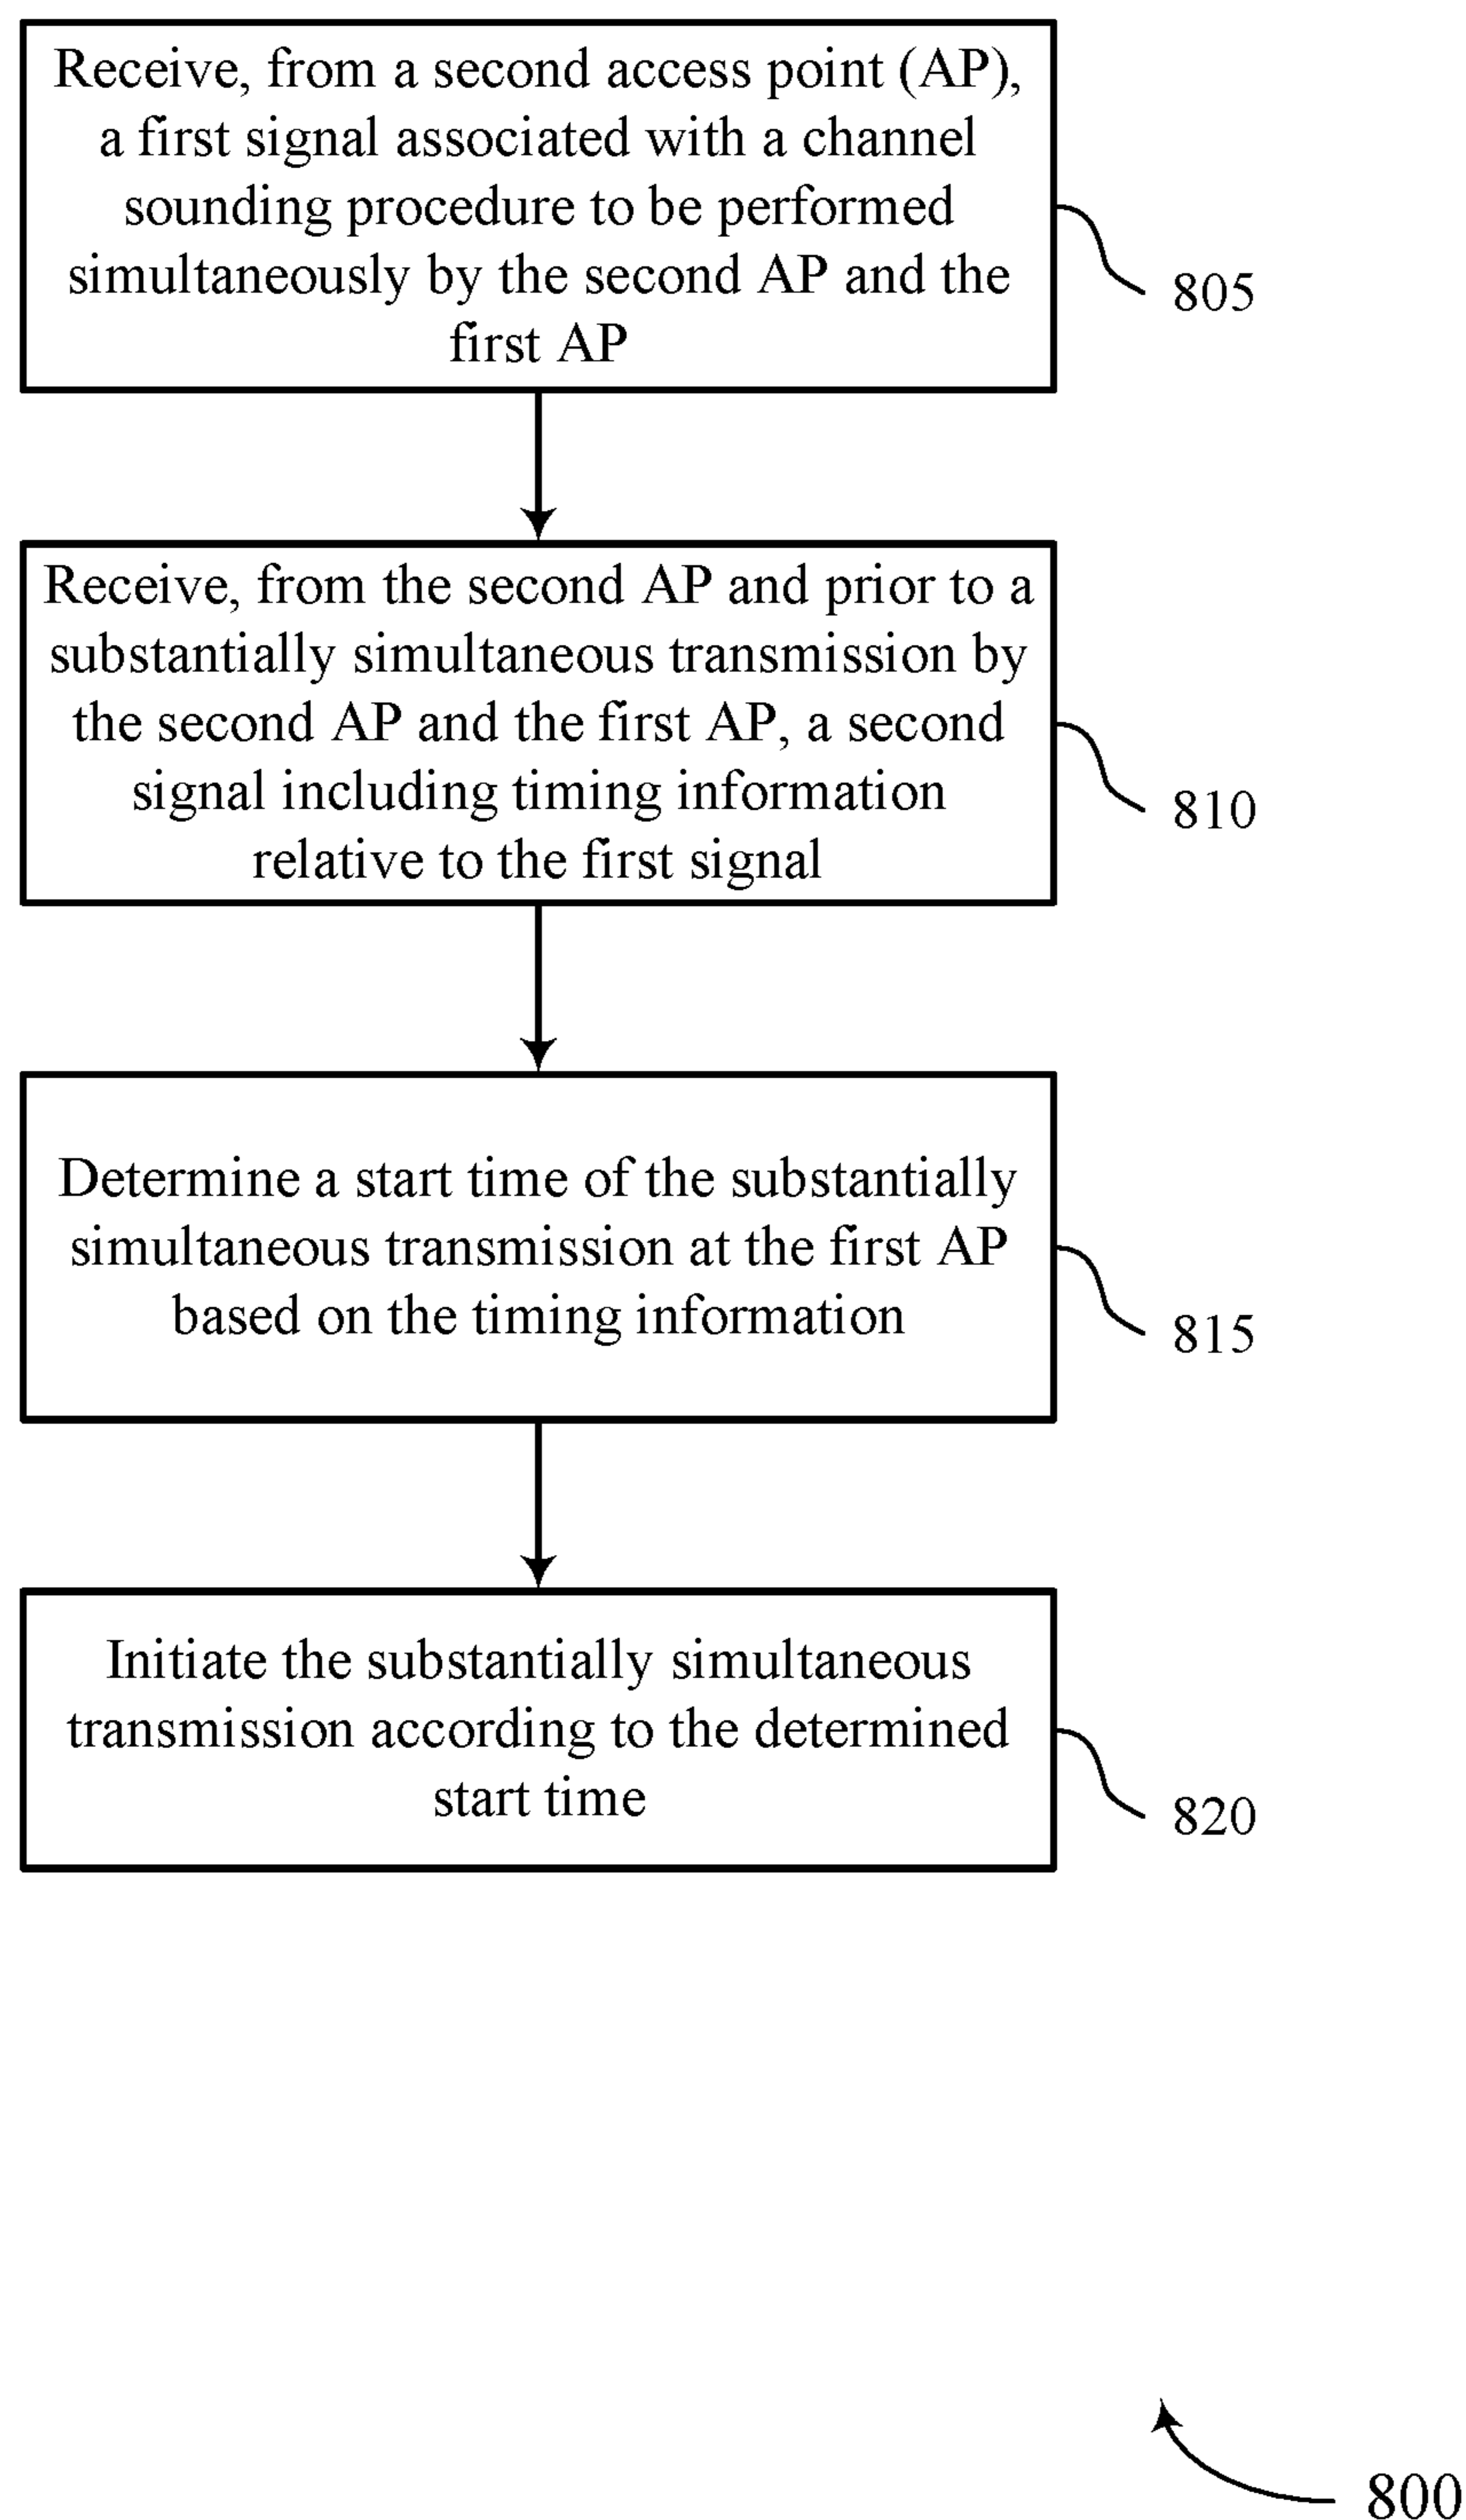 Receive, from a second access point (AP),
a first signal associated with a channel
sounding procedure to be performed
simultaneously by the second AP and the
first AP
805
Receive, from the second AP and prior to a
substantially simultaneous transmission by
the second AP and the first AP, a second
signal including timing information
relative to the first signal
810
Determine a start time of the substantially
simultaneous transmission at the first AP
based on the timing information
815
Initiate the substantially simultaneous
transmission according to the determined
start time
820
800